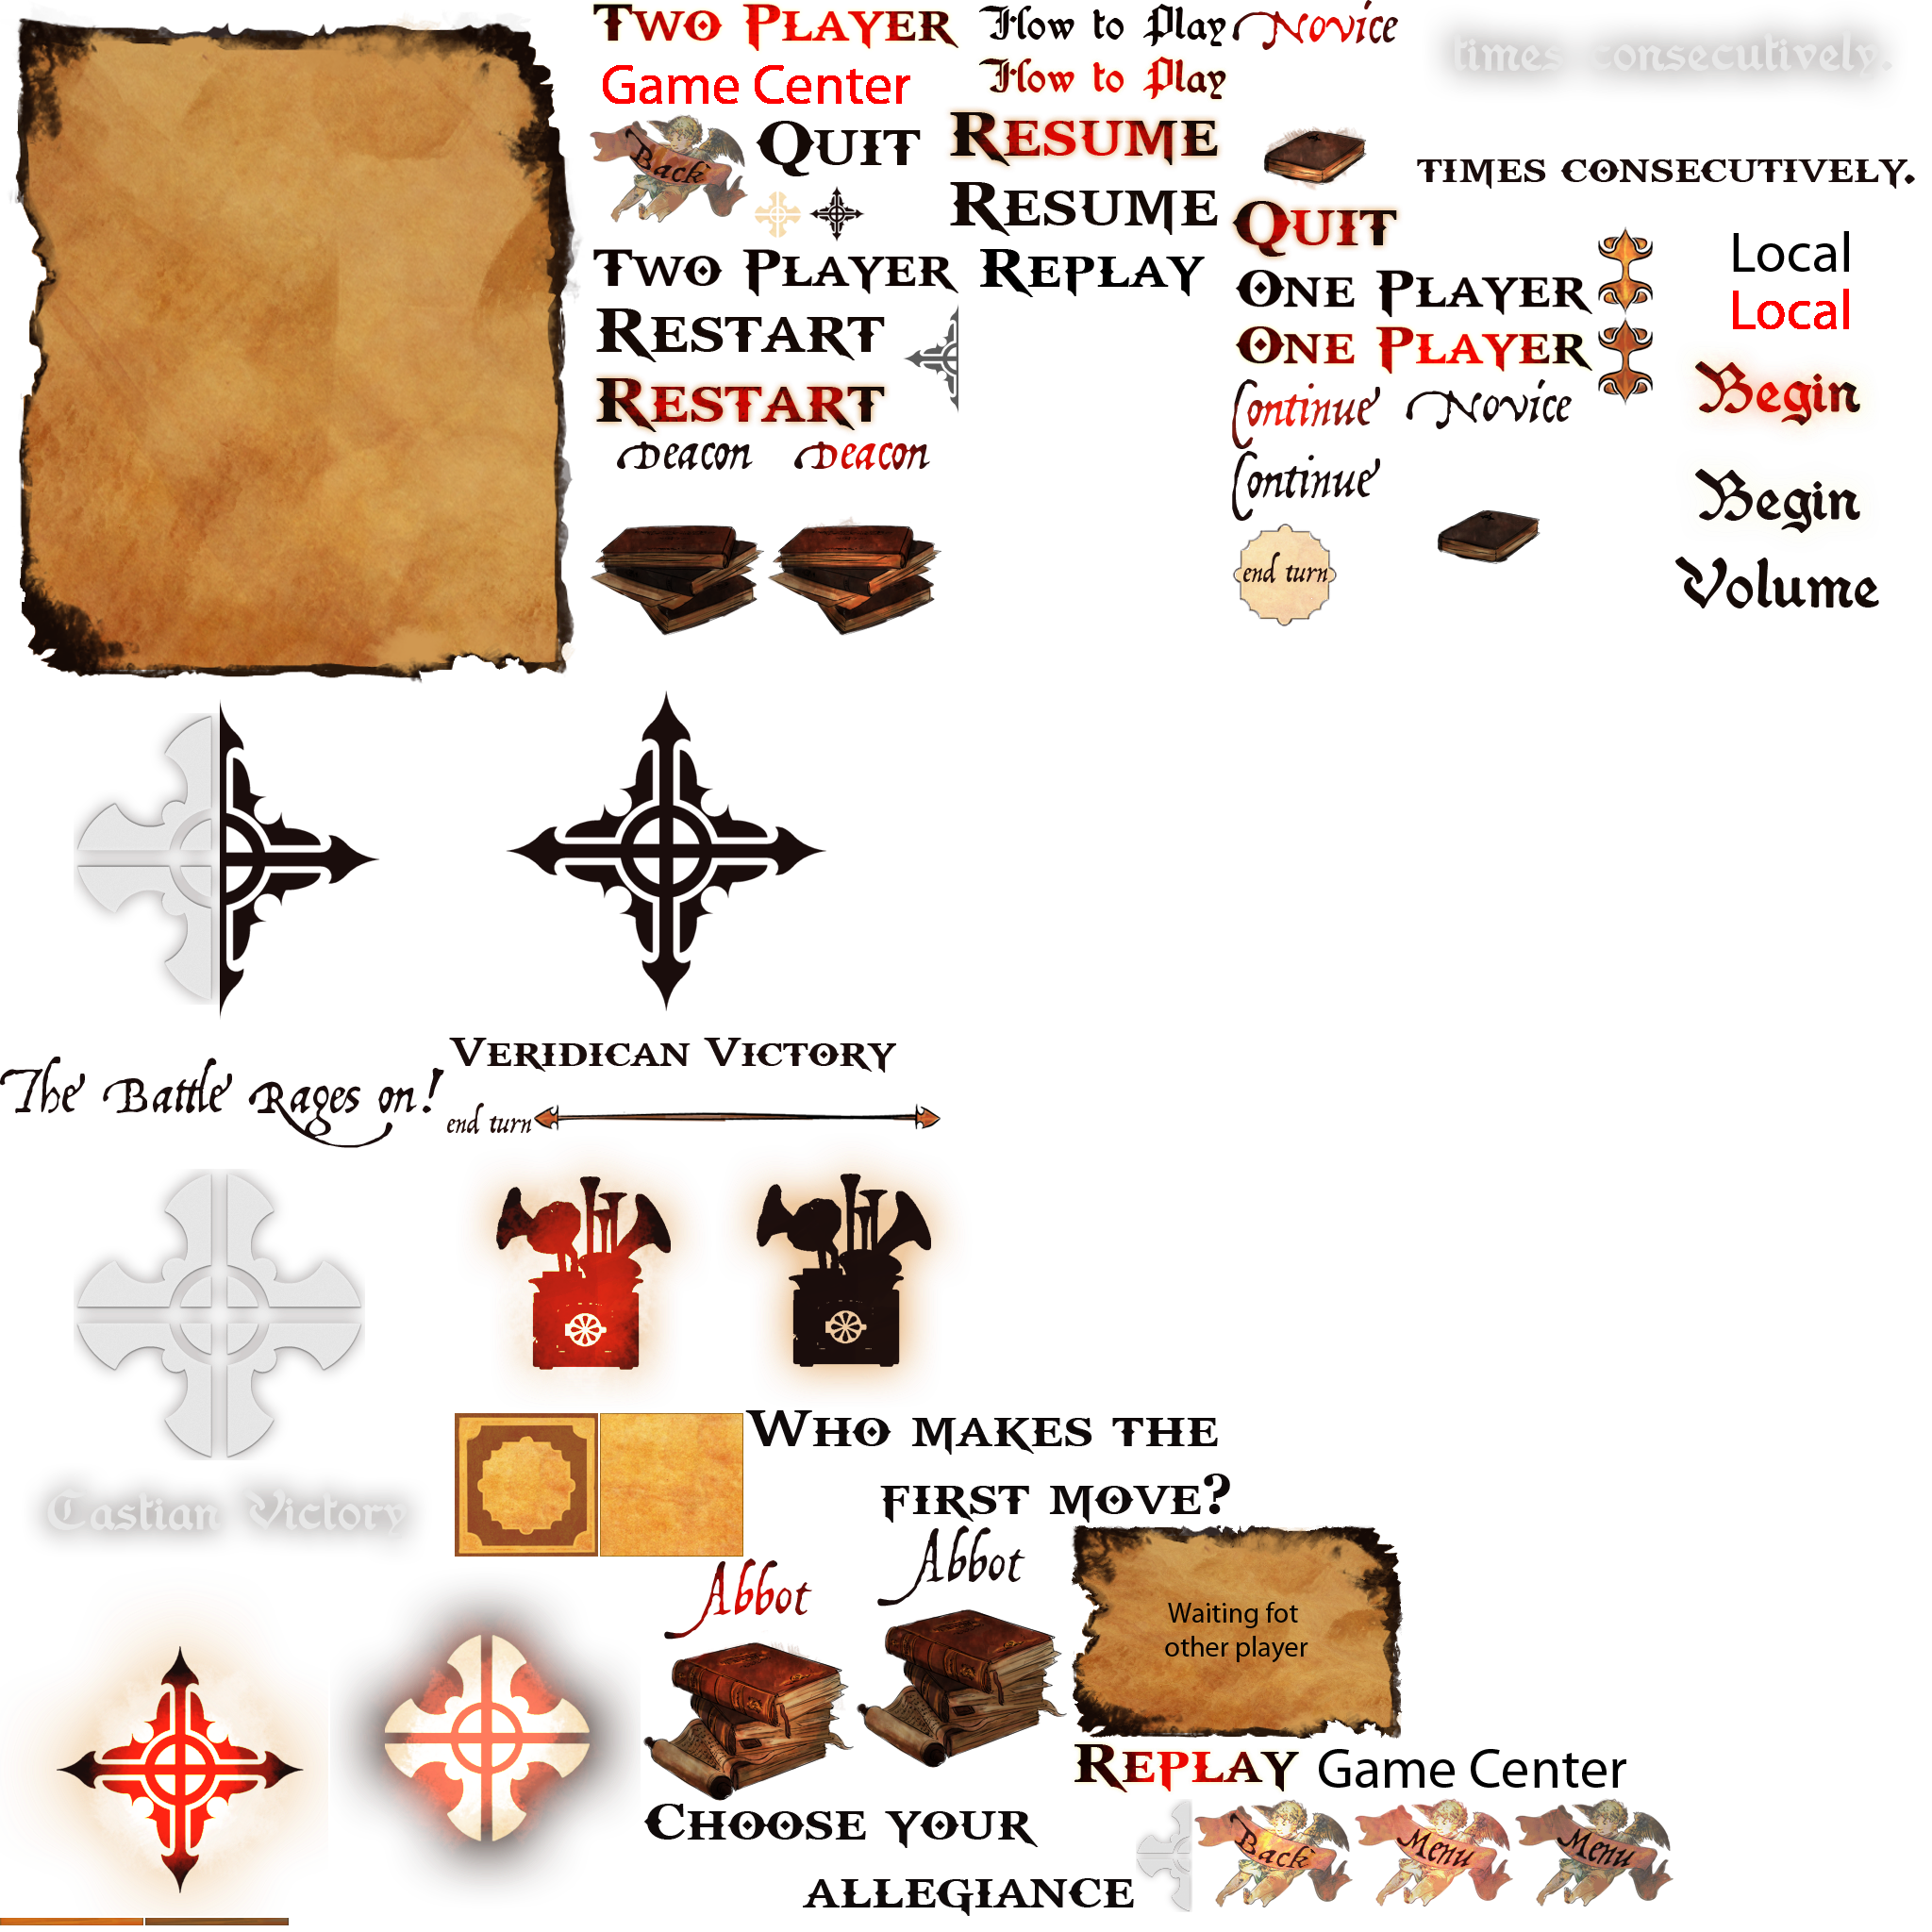 Two Player
How to Play
Novice
times consecutively.
Game Center
How to Play
Back
Quit
Resume
times consecutively.
Resume
Quit
Local
Two Player
Replay
One Player
Local
Restart
One Player
Restart
Continue
Novice
Begin
Deacon
Deacon
Continue
Begin
end turn
Volume
Veridican Victory
The Battle Rages on!
end turn
Who makes the
first move?
Castian Victory
Abbot
Abbot
Waiting fot
other player
Replay
Game Center
Choose your
allegiance
Back
Menu
Menu